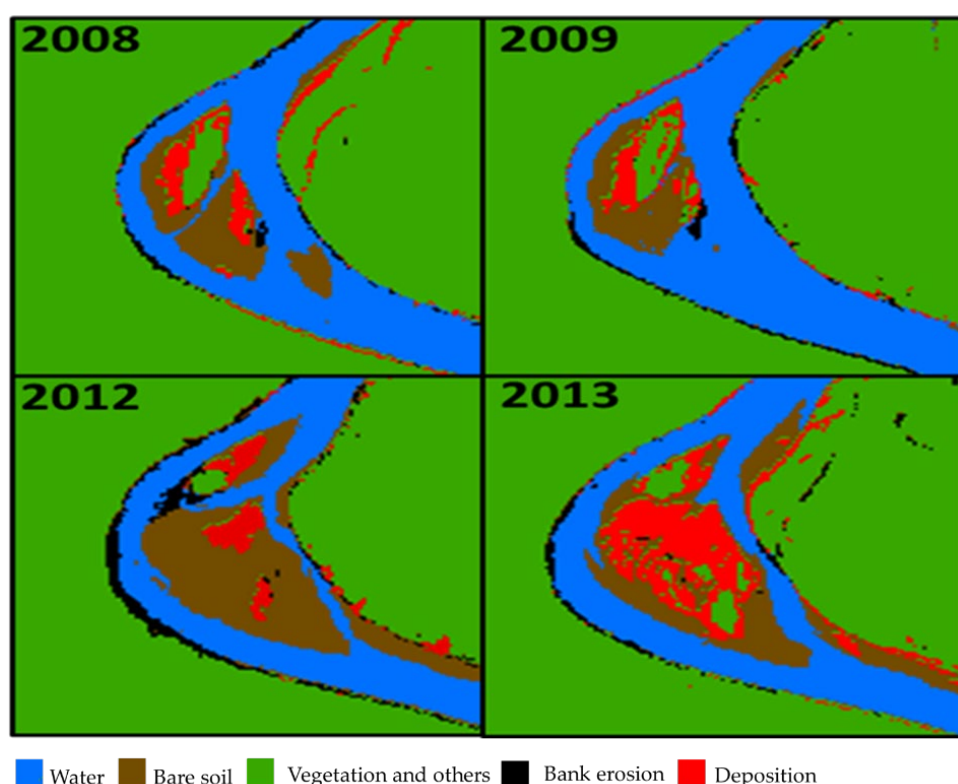 2008
2009
2012
2013
Water Bare soil Vegetation and others Bank erosion Deposition